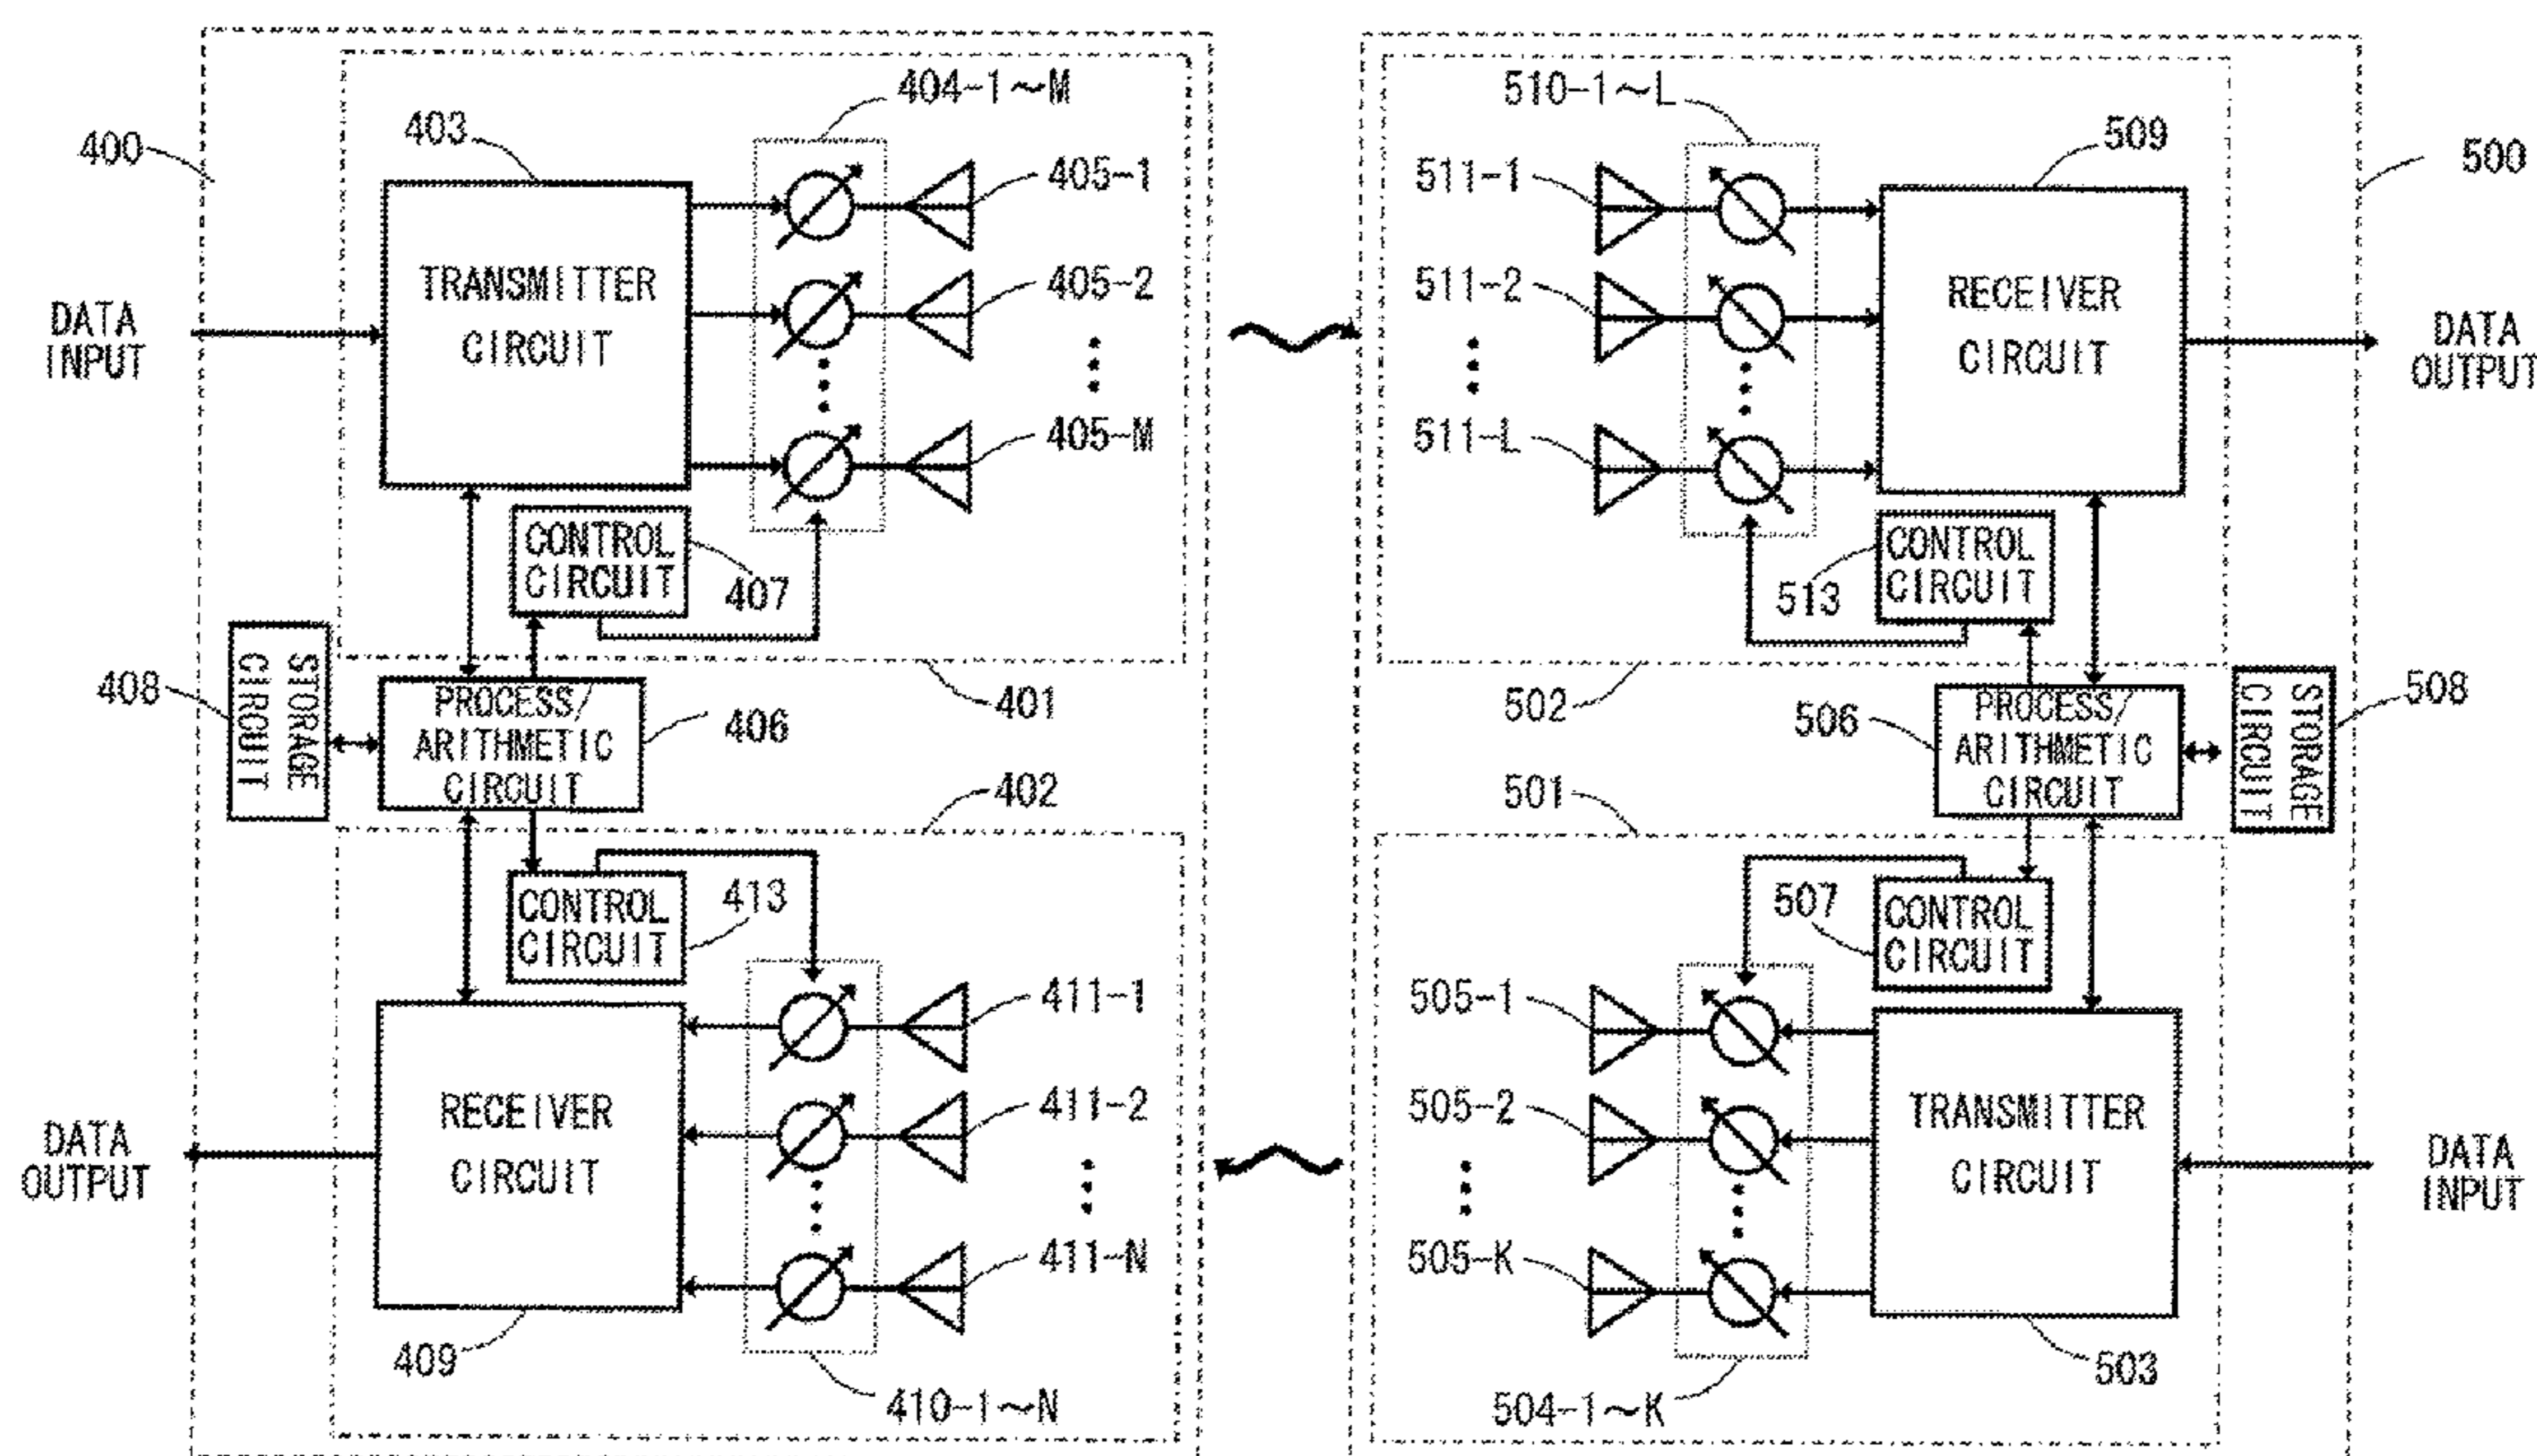 400
403
404-1～M
405-1
405-2
405-M
DATA
INPUT
TRANSMITTER
CIRCUIT
CONTROL
CIRCUIT
407
401
STORAGE
CIRCUIT
408
PROCESS/
ARITHMETIC
CIRCUIT
406
402
CONTROL
CIRCUIT
413
411-1
411-2
411-N
RECEIVER
CIRCUIT
DATA
OUTPUT
409
410-1～N
510-1～L
509
500
511-1
511-2
511-L
RECEIVER
CIRCUIT
DATA
OUTPUT
CONTROL
CIRCUIT
513
502
506
PROCESS/
ARITHMETIC
CIRCUIT
STORAGE
CIRCUIT
508
501
507
CONTROL
CIRCUIT
505-1
505-2
505-K
TRANSMITTER
CIRCUIT
DATA
INPUT
503
504-1～K